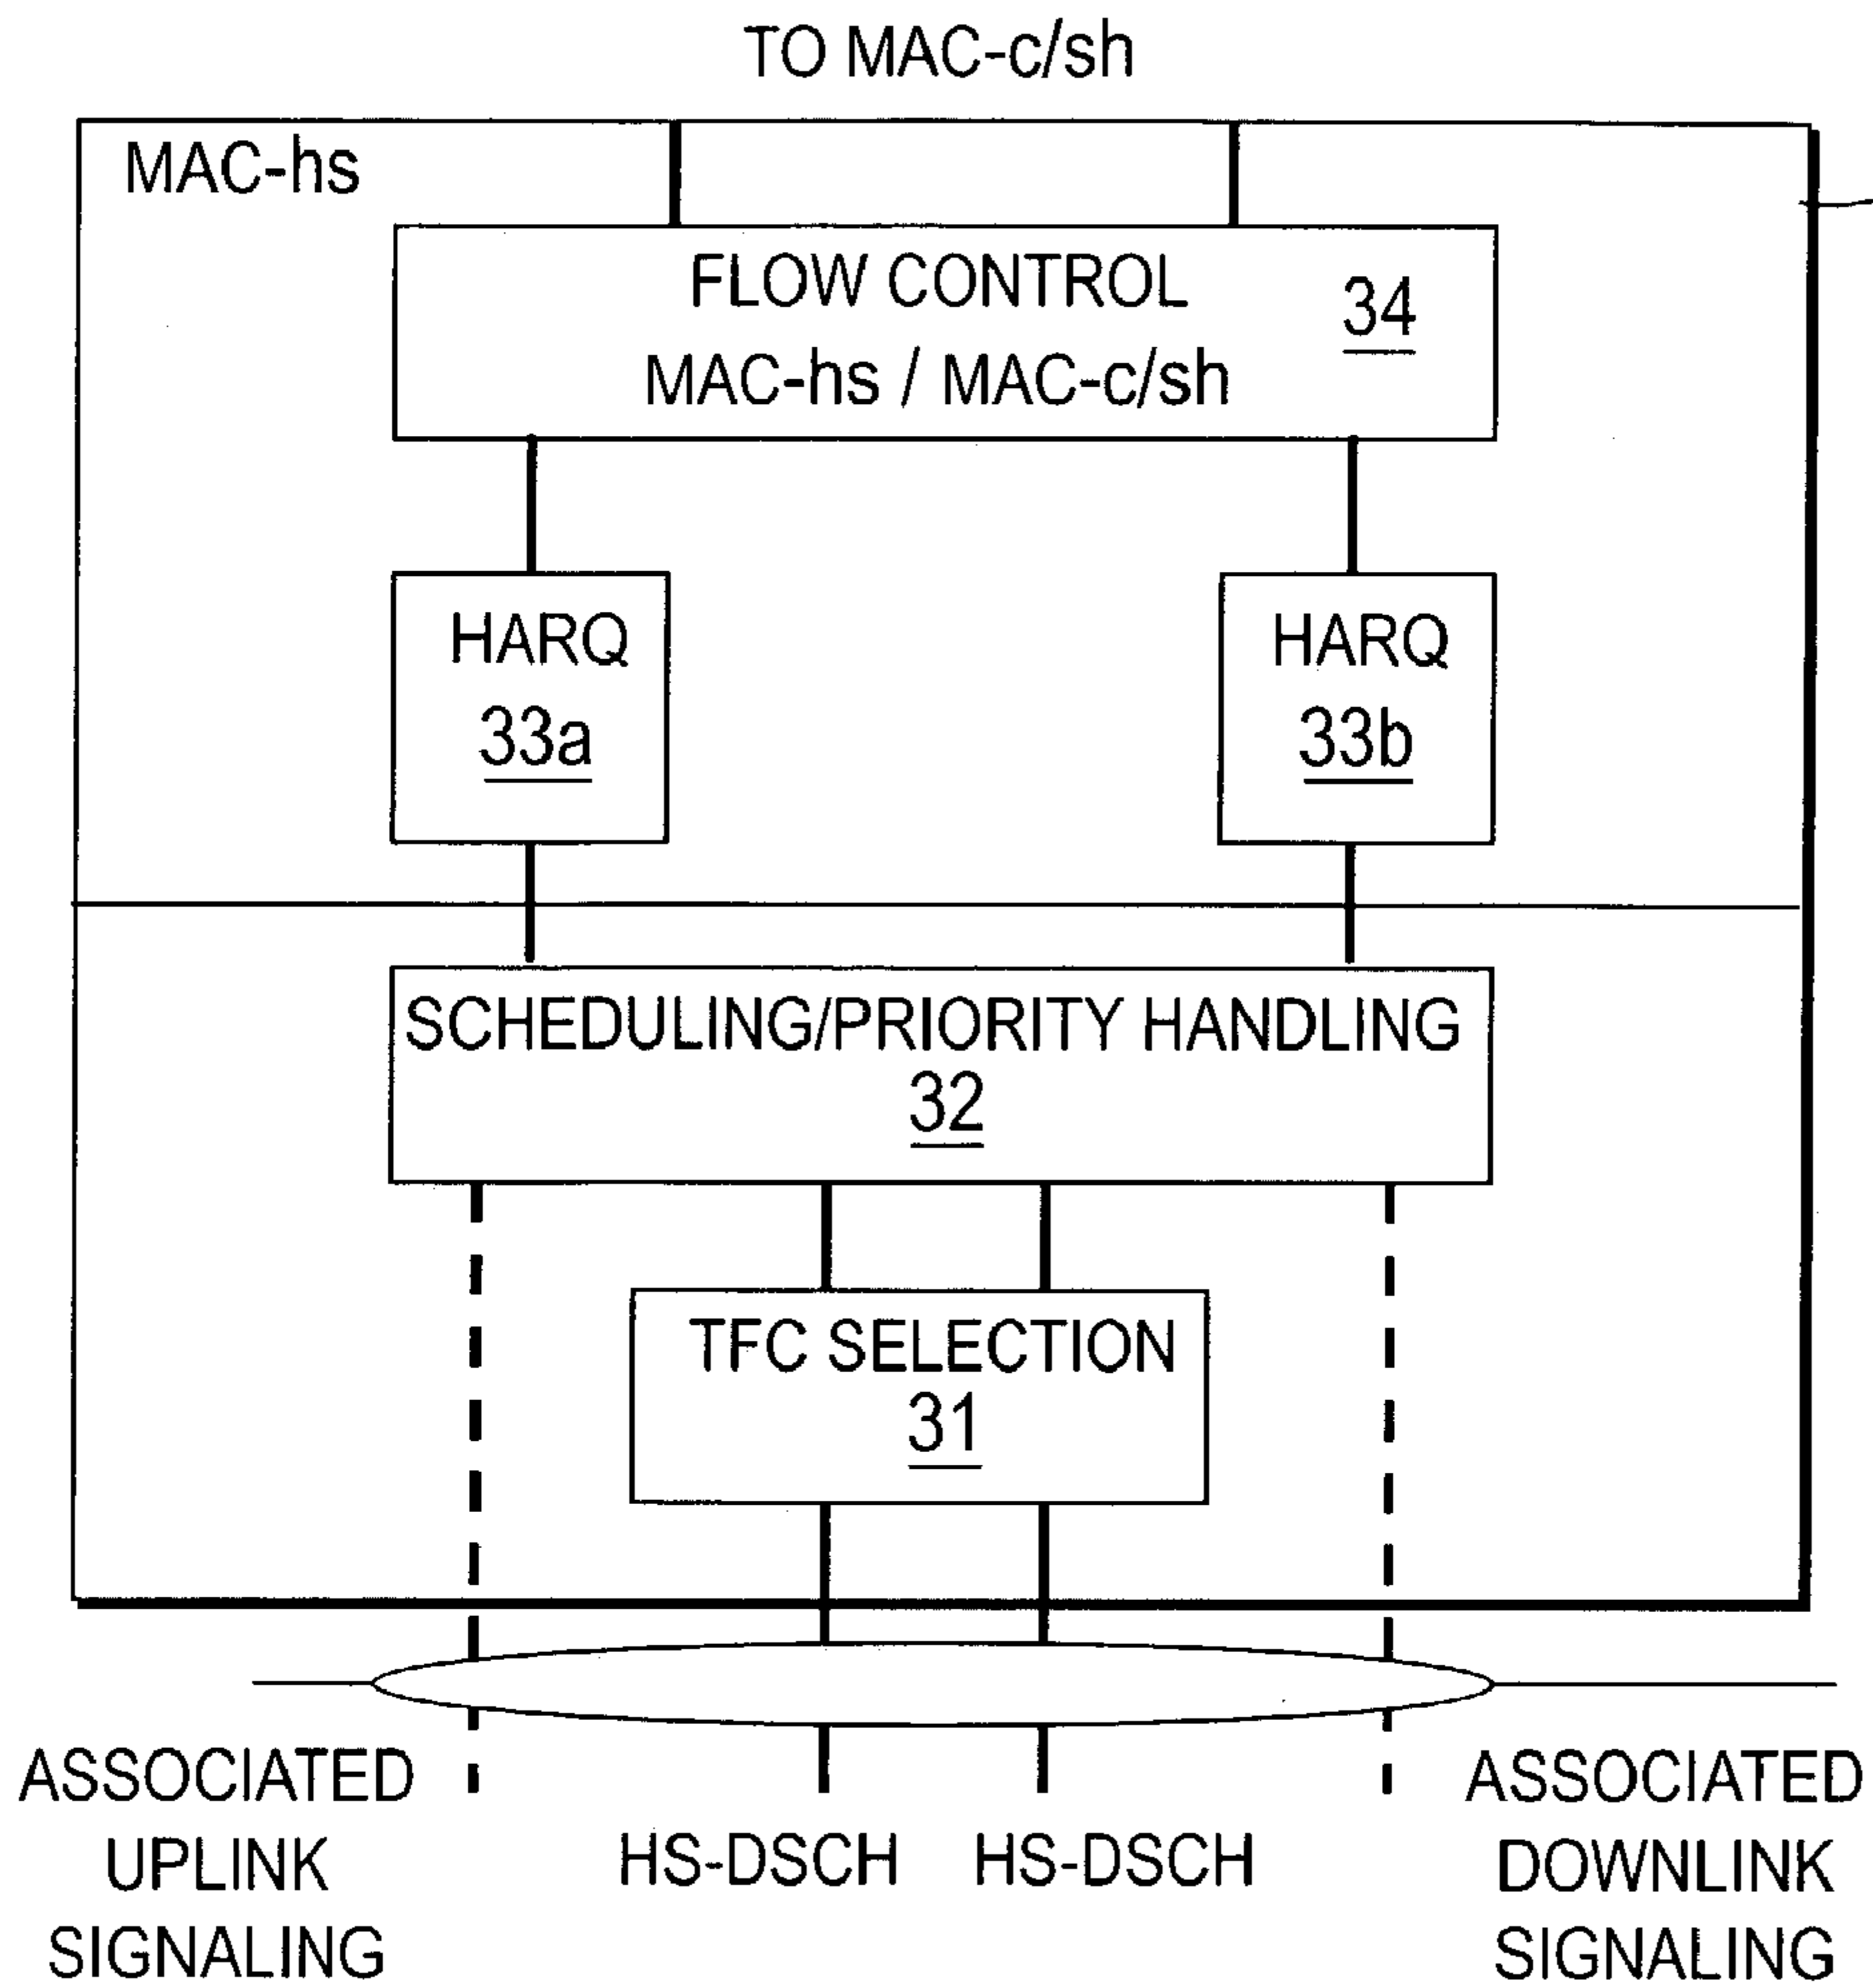 TO MAC-c/sh
MAC-hs
FLOW CONTROL
34
MAC-hs / MAC-c/sh
HARQ
33a
HARQ
33b
SCHEDULING/PRIORITY HANDLING
32
TFC SELECTION
31
ASSOCIATED
UPLINK
SIGNALING
HS-DSCH
HS-DSCH
ASSOCIATED
DOWNLINK
SIGNALING